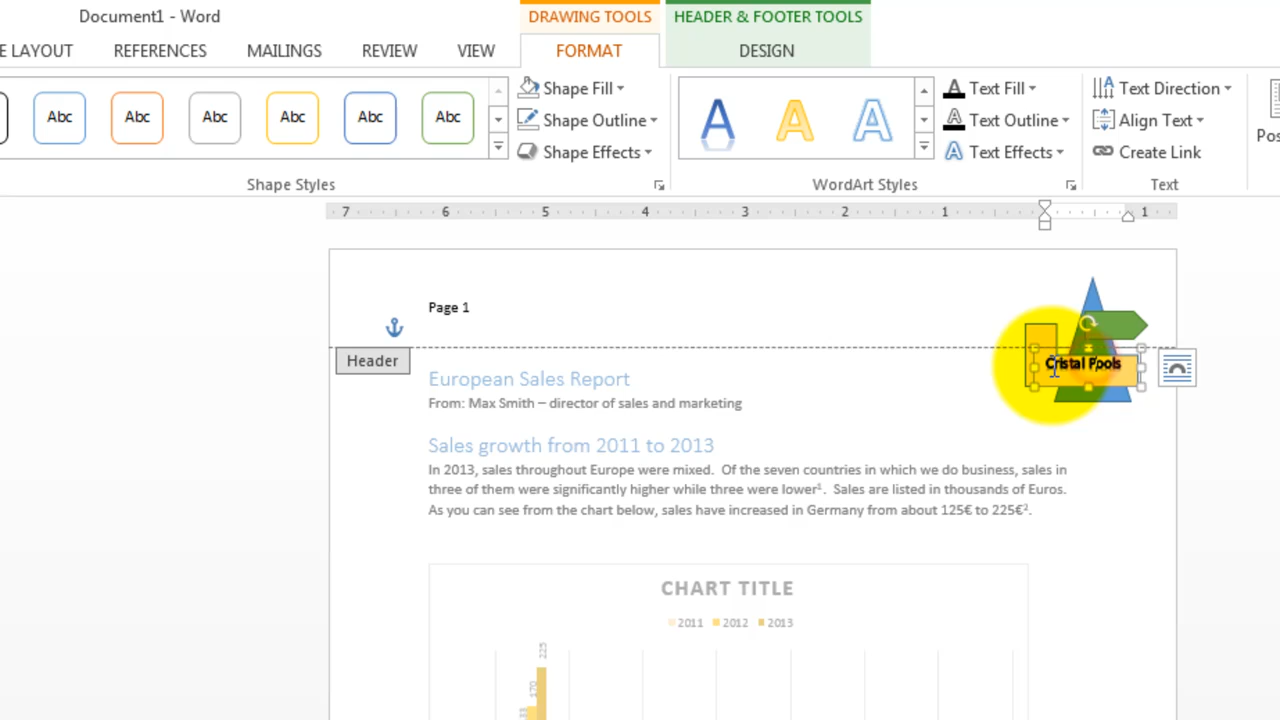 Document1 - Word
DRAWING TOOLS
HEADER & FOOTER TOOLS
E LAYOUT
REFERENCES
MAILINGS
REVIEW
VIEW
FORMAT
DESIGN
Abc Abc Abc Abc Abc Abc
Shape Fill
Shape Outline
Shape Effects
Shape Styles
A A A
Text Fill
Text Outline
Text Effects
WordArt Styles
Text Direction
Align Text
Create Link
Text
Pos
7 6 5 4 3 2 1 1
Page 1
Cristal Pools
Header
European Sales Report
From: Max Smith – director of sales and marketing
Sales growth from 2011 to 2013
In 2013, sales throughout Europe were mixed. Of the seven countries in which we do business, sales in
three of them were significantly higher while three were lower¹. Sales are listed in thousands of Euros.
As you can see from the chart below, sales have increased in Germany from about 125€ to 225€².
CHART TITLE
2011 2012 2013
225
170